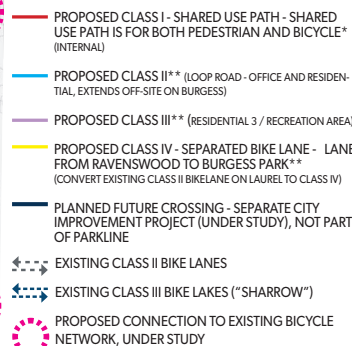 PROPOSED CLASS I - SHARED USE PATH - SHARED
USE PATH IS FOR BOTH PEDESTRIAN AND BICYCLE*
(INTERNAL)
PROPOSED CLASS II** (LOOP ROAD - OFFICE AND RESIDEN-
TIAL, EXTENDS OFF-SITE ON BURGESS)
PROPOSED CLASS III** (RESIDENTIAL 3 / RECREATION AREA)
PROPOSED CLASS IV - SEPARATED BIKE LANE - LANE
FROM RAVENSWOOD TO BURGESS PARK**
(CONVERT EXISTING CLASS II BIKELANE ON LAUREL TO CLASS IV)
PLANNED FUTURE CROSSING - SEPARATE CITY
IMPROVEMENT PROJECT (UNDER STUDY), NOT PART
OF PARKLINE
EXISTING CLASS II BIKE LANES
EXISTING CLASS III BIKE LAKES ("SHARROW")
PROPOSED CONNECTION TO EXISTING BICYCLE
NETWORK, UNDER STUDY